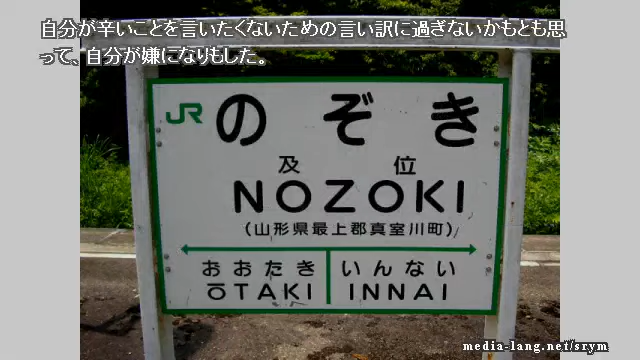 自分が辛いことを言いたくないための言い訳に過ぎないかもとも思
って、自分が嫌になりもした。
JR のぞき
及位
NOZOKI
(山形県最上郡真室川町)
おおたき いんない
ŌTAKI INNAI
media-lang.net/srym